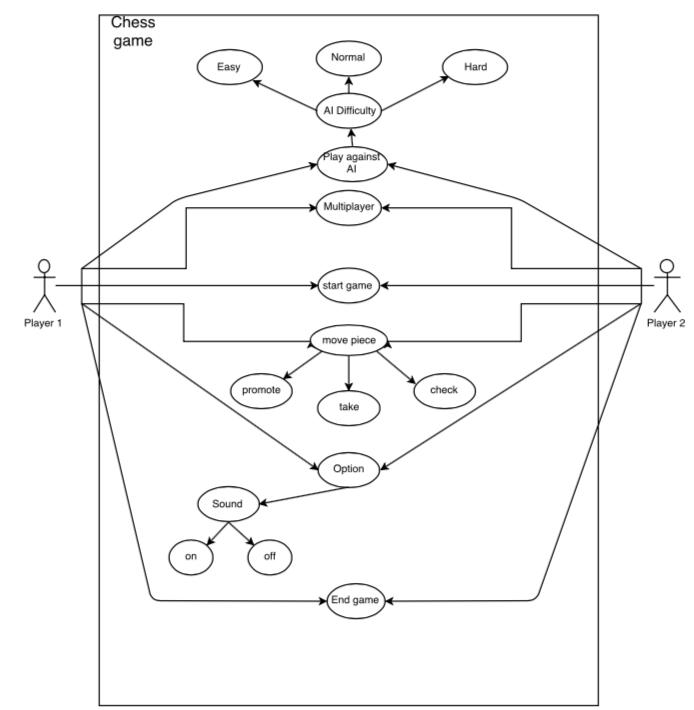 Chess
game
Easy
Normal
Hard
AI Difficulty
Play against
AI
Multiplayer
start game
Player 1
Player 2
move piece
promote
take
check
Option
Sound
on
off
End game